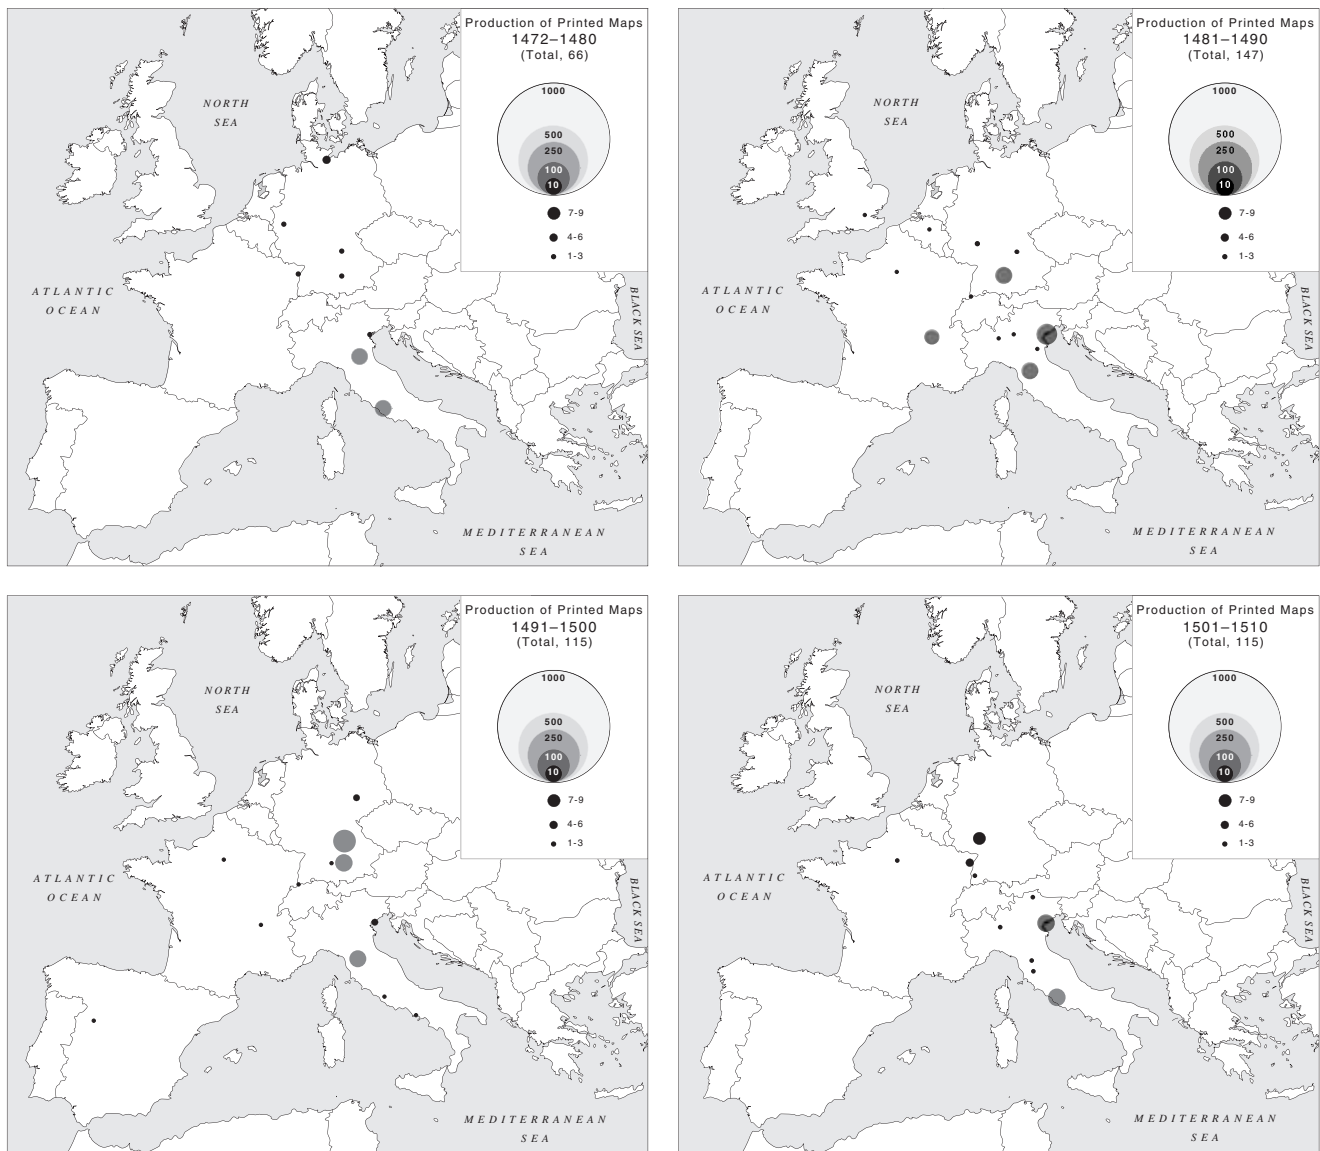 Production of Printed Maps
1472–1480
(Total, 66)
1000
500
250
100
10
7-9
4-6
1-3
NORTH
SEA
ATLANTIC
OCEAN
BLACK SEA
MEDITERRANEAN
SEA
Production of Printed Maps
1481–1490
(Total, 147)
1000
500
250
100
10
7-9
4-6
1-3
NORTH
SEA
ATLANTIC
OCEAN
BLACK SEA
MEDITERRANEAN
SEA
Production of Printed Maps
1491–1500
(Total, 115)
1000
500
250
100
10
7-9
4-6
1-3
NORTH
SEA
ATLANTIC
OCEAN
BLACK SEA
MEDITERRANEAN
SEA
Production of Printed Maps
1501–1510
(Total, 115)
1000
500
250
100
10
7-9
4-6
1-3
NORTH
SEA
ATLANTIC
OCEAN
BLACK SEA
MEDITERRANEAN
SEA